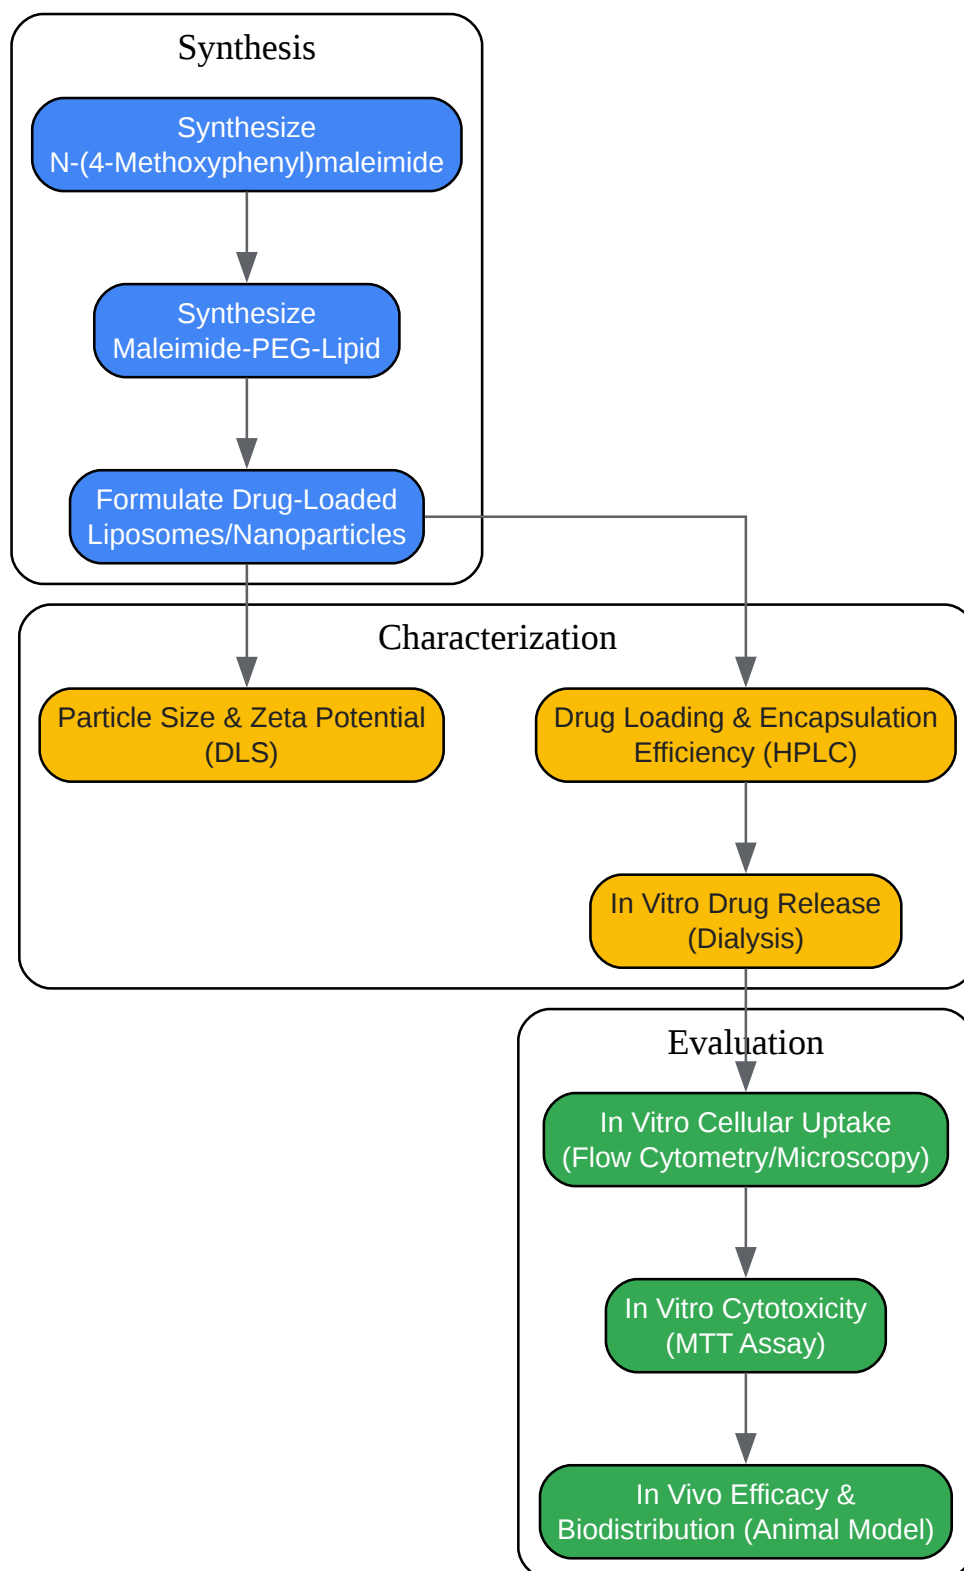 Synthesis
Synthesize
N-(4-Methoxyphenyl)maleimide
Synthesize
Maleimide-PEG-Lipid
Formulate Drug-Loaded
Liposomes/Nanoparticles
Characterization
Particle Size & Zeta Potential
(DLS)
Drug Loading & Encapsulation
Efficiency (HPLC)
In Vitro Drug Release
(Dialysis)
Evaluation
In Vitro Cellular Uptake
(Flow Cytometry/Microscopy)
In Vitro Cytotoxicity
(MTT Assay)
In Vivo Efficacy &
Biodistribution (Animal Model)